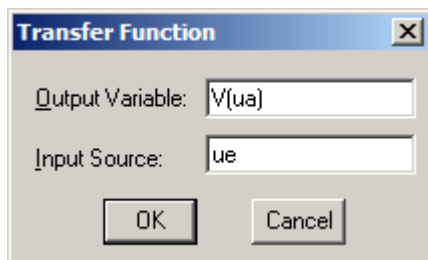 Transfer Function
Output Variable: V(ua)
Input Source: ue
OK Cancel